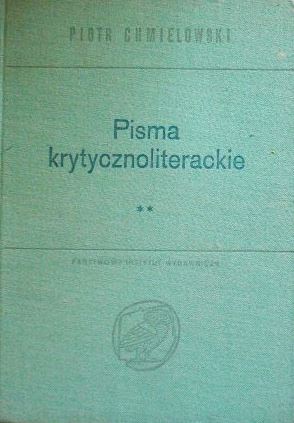 PIOTR CHMIELOWSKI
Pisma
krytycznoliterackie
**
PAŃSTWOWY INSTYTUT WYDAWNICZY